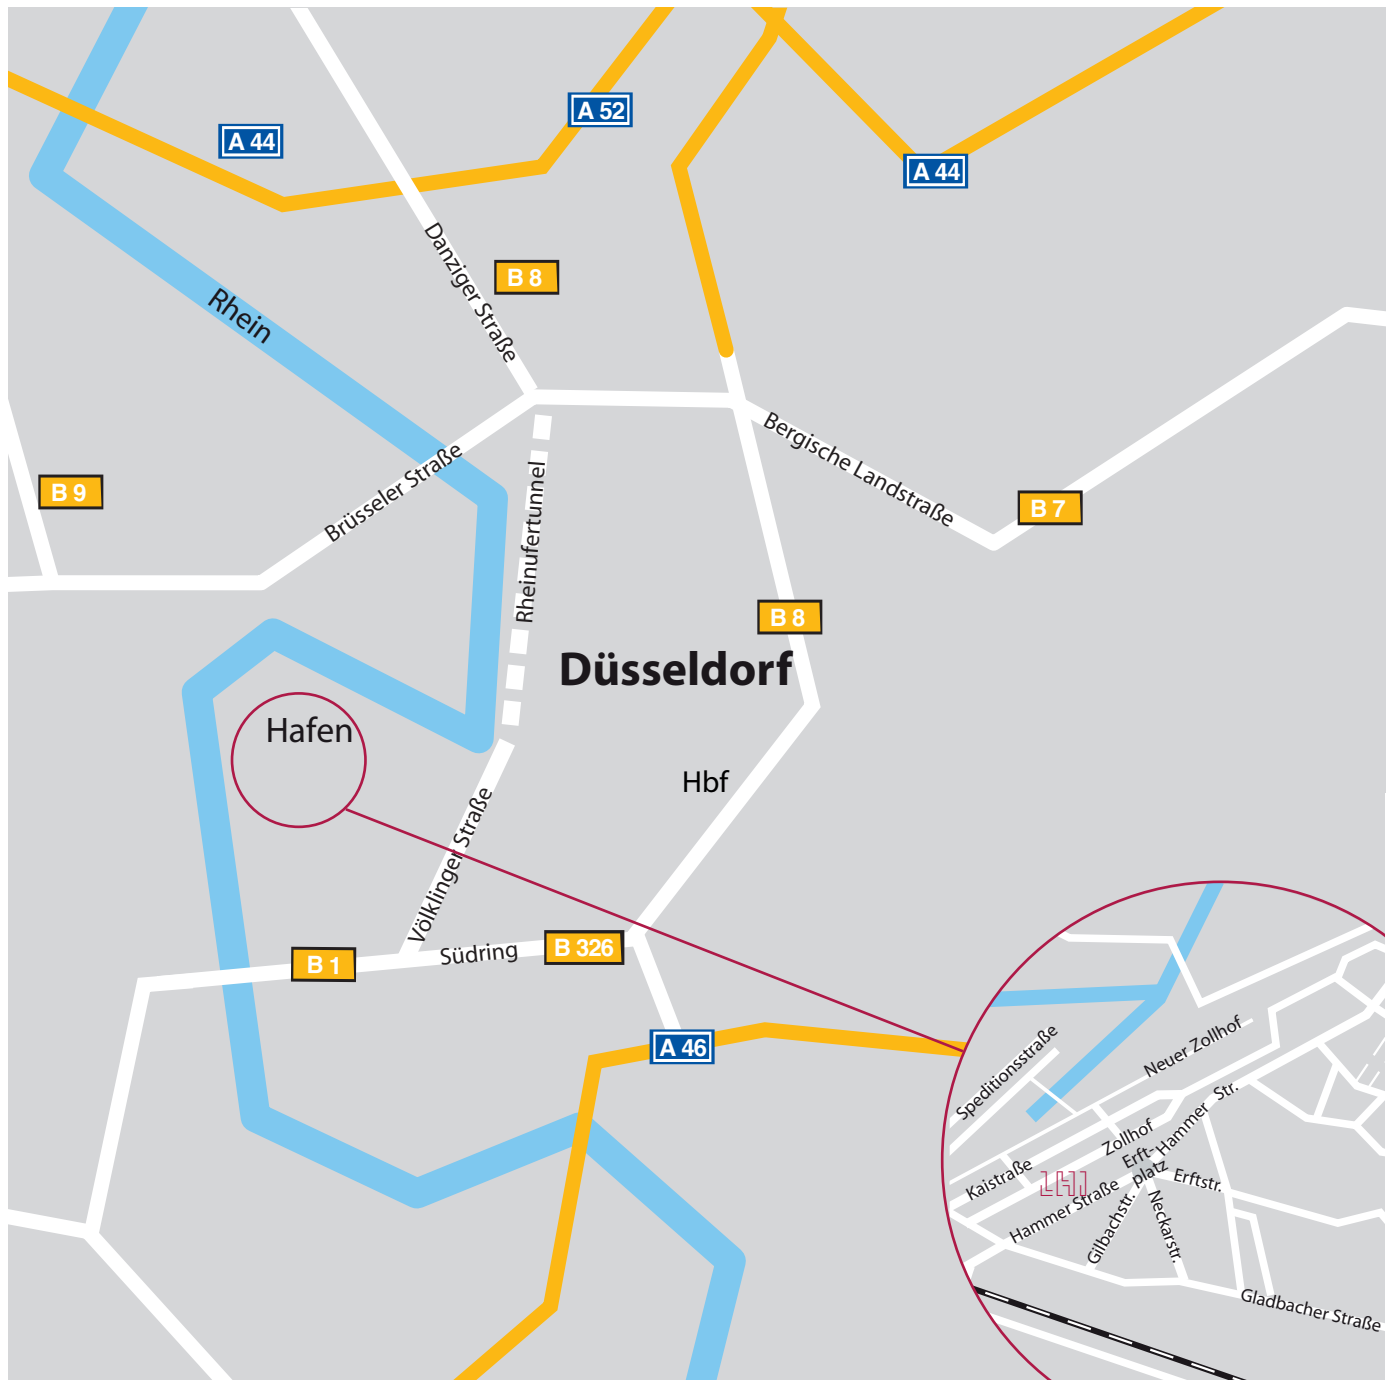 A 52
A 44
A 44
Danziger Straße
B 8
Rhein
Bergische Landstraße
Brüsseler Straße
B 9
B 7
Rheinufertunnel
B 8
Düsseldorf
Hafen
Hbf
Völklinger Straße
Südring
B 326
B 1
A 46
Speditionsstraße
Neuer Zollhof
Hammer Str.
Zollhof
Erft-
platz
Kaistraße
LHI
Erftstr.
Hammer Straße
Gilbachstr.
Neckarstr.
Gladbacher Straße